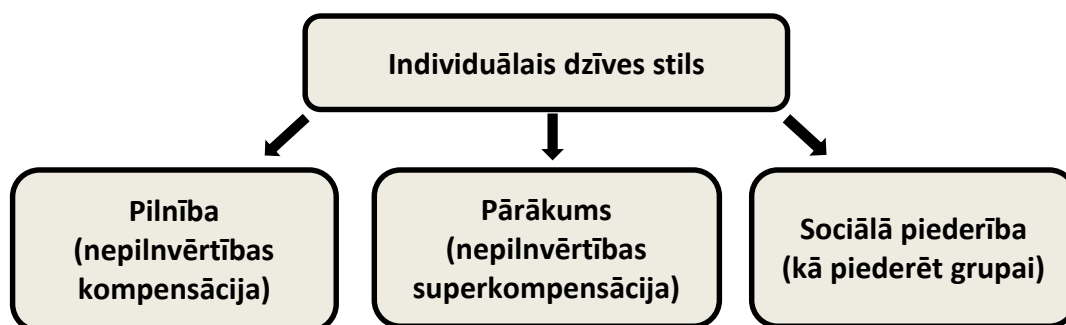 Individuālais dzīves stils
Pilnība
(nepilnvērtības
kompensācija)
Pārākums
(nepilnvērtības
superkompensācija)
Sociālā piederība
(kā piederēt grupai)